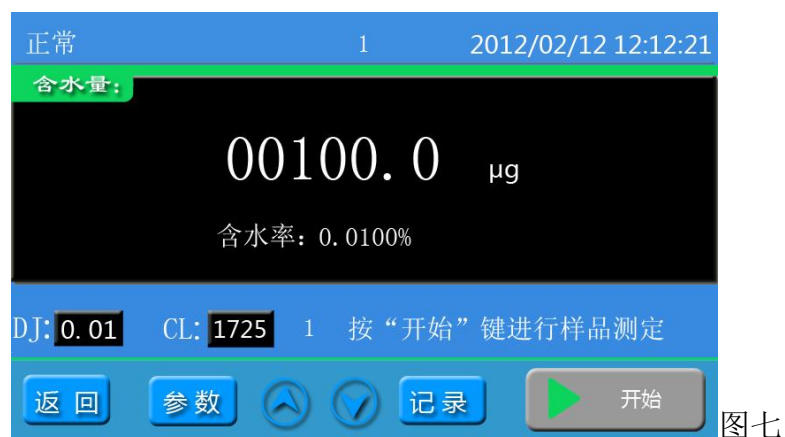 正常 1 2012/02/12 12:12:21
含水量:
00100.0 μg
含水率: 0.0100%
DJ: 0.01 CL: 1725 1 按“开始”键进行样品测定
返回 参数 记录 开始
图七